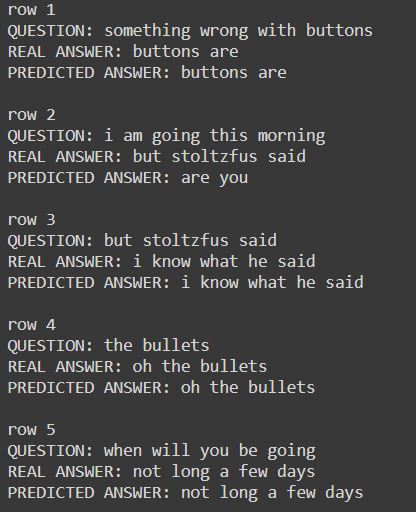 row 1
QUESTION: something wrong with buttons
REAL ANSWER: buttons are
PREDICTED ANSWER: buttons are
row 2
QUESTION: i am going this morning
REAL ANSWER: but stoltzfus said
PREDICTED ANSWER: are you
row 3
QUESTION: but stoltzfus said
REAL ANSWER: i know what he said
PREDICTED ANSWER: i know what he said
row 4
QUESTION: the bullets
REAL ANSWER: oh the bullets
PREDICTED ANSWER: oh the bullets
row 5
QUESTION: when will you be going
REAL ANSWER: not long a few days
PREDICTED ANSWER: not long a few days